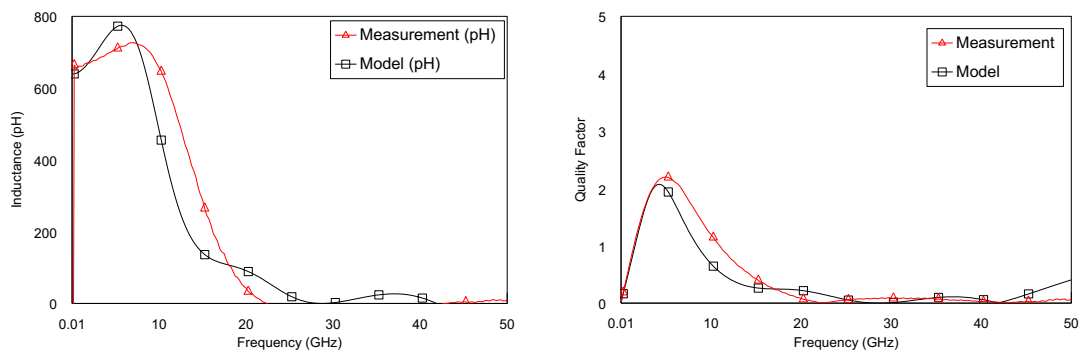 800
600
400
200
0
Inductance (pH)
Measurement (pH)
Model (pH)
0.01 10 20 30 40 50
Frequency (GHz)
5
4
3
2
1
0
Quality Factor
Measurement
Model
0.01 10 20 30 40 50
Frequency (GHz)